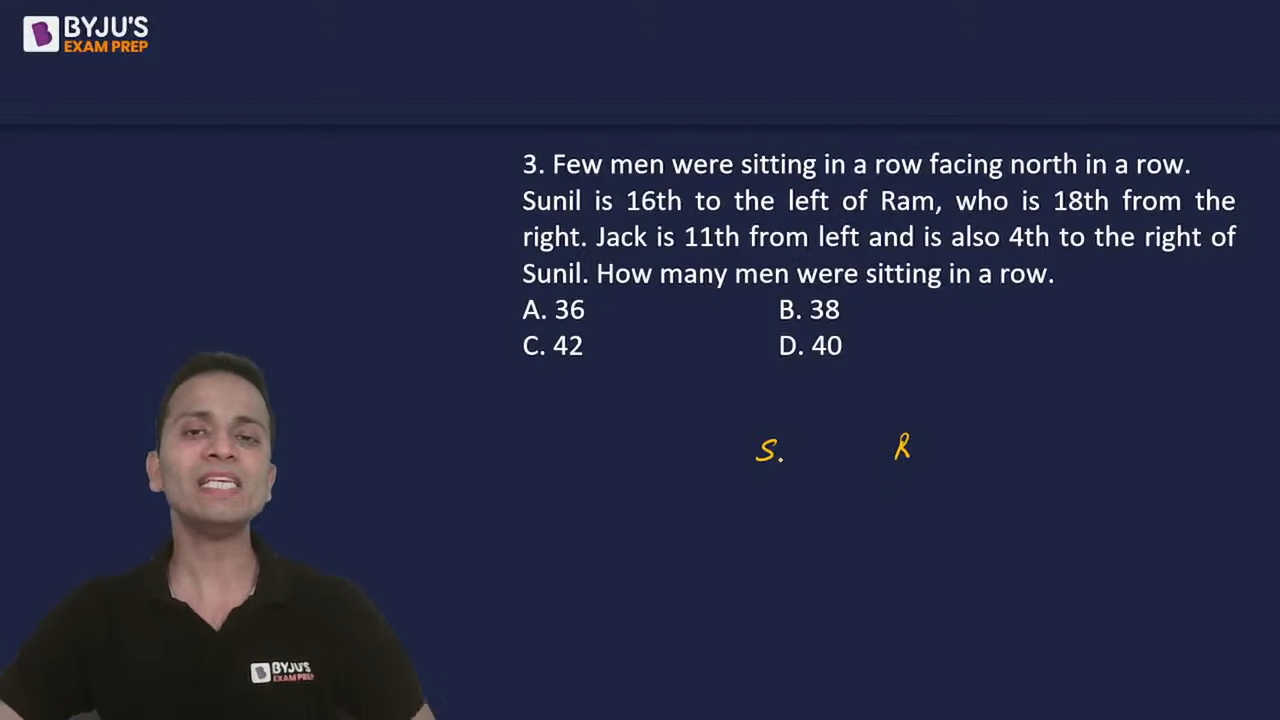 BYJU'S
EXAM PREP
3. Few men were sitting in a row facing north in a row.
Sunil is 16th to the left of Ram, who is 18th from the
right. Jack is 11th from left and is also 4th to the right of
Sunil. How many men were sitting in a row.
A. 36 B. 38
C. 42 D. 40
S. R
BYJU'S
EXAM PREP